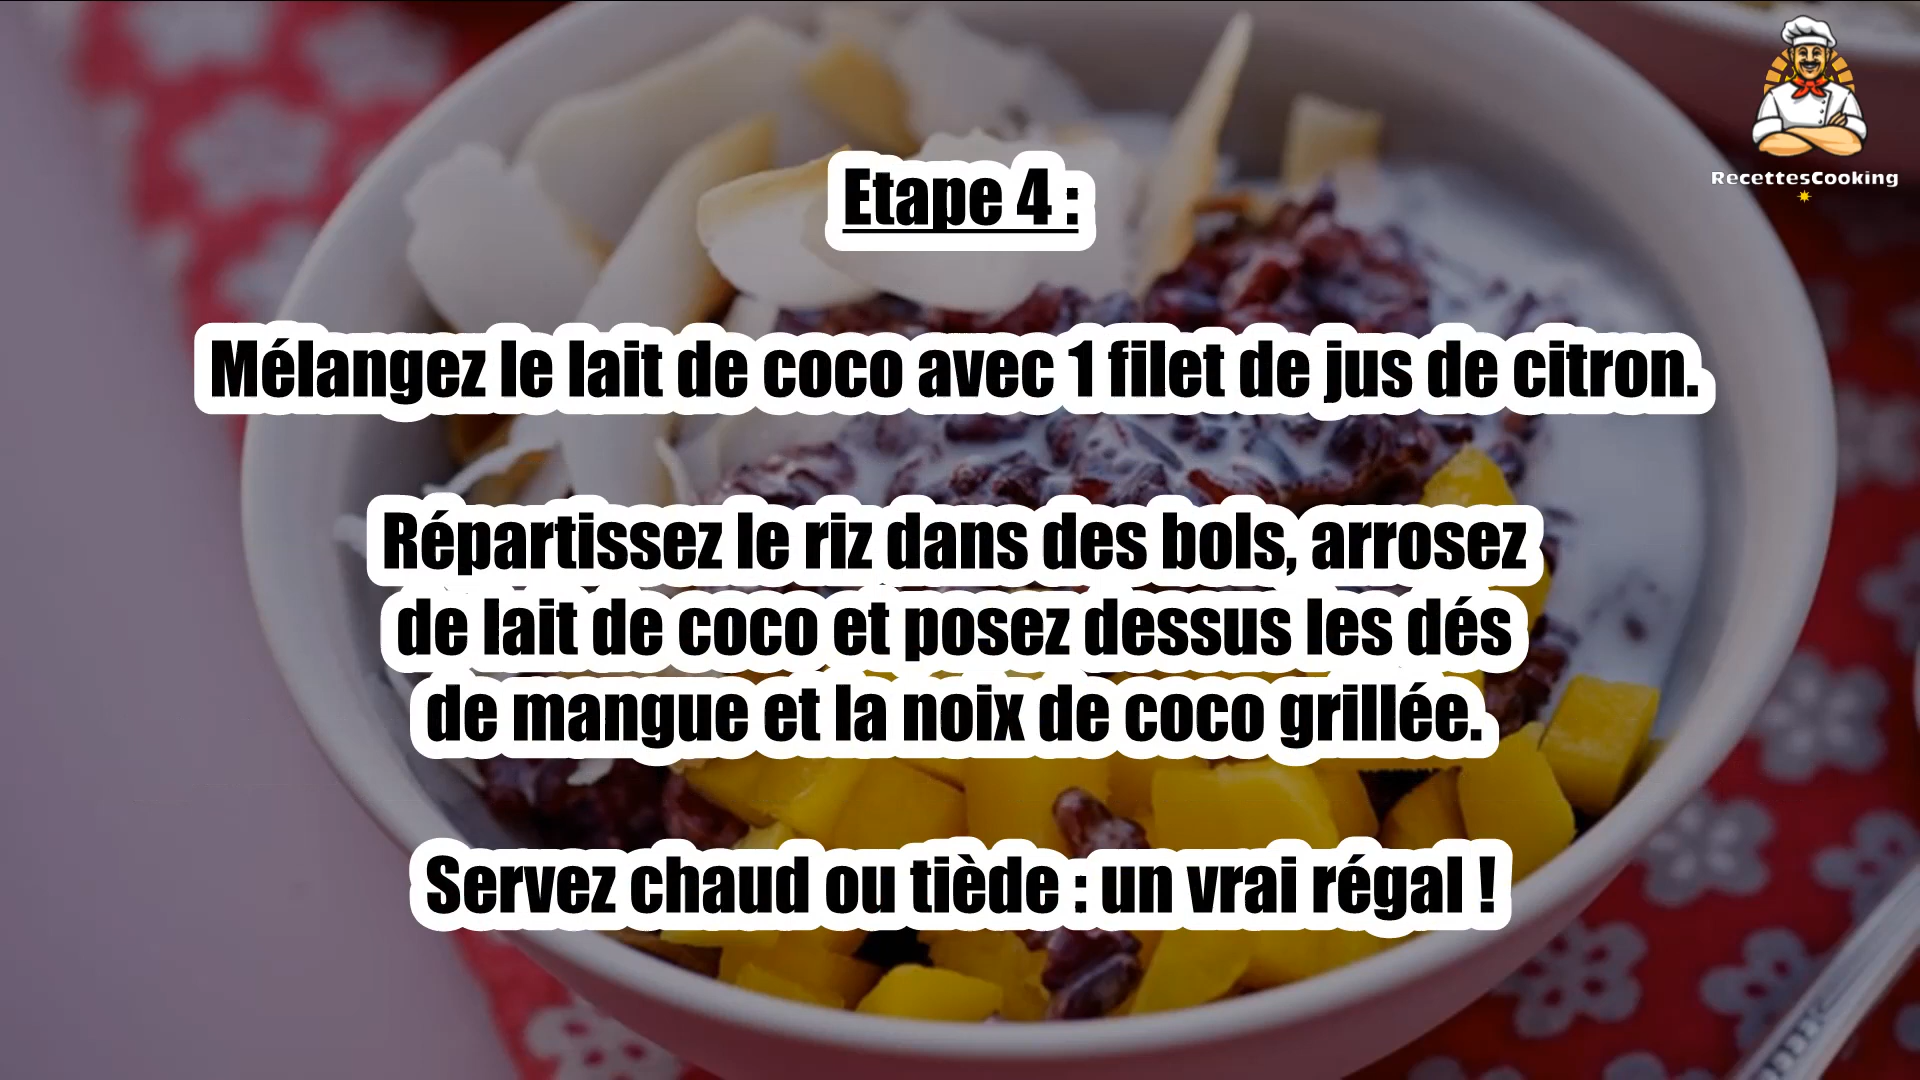 RecettesCooking
Etape 4 :
Mélangez le lait de coco avec 1 filet de jus de citron.
Répartissez le riz dans des bols, arrosez
de lait de coco et posez dessus les dés
de mangue et la noix de coco grillée.
Servez chaud ou tiède : un vrai régal !